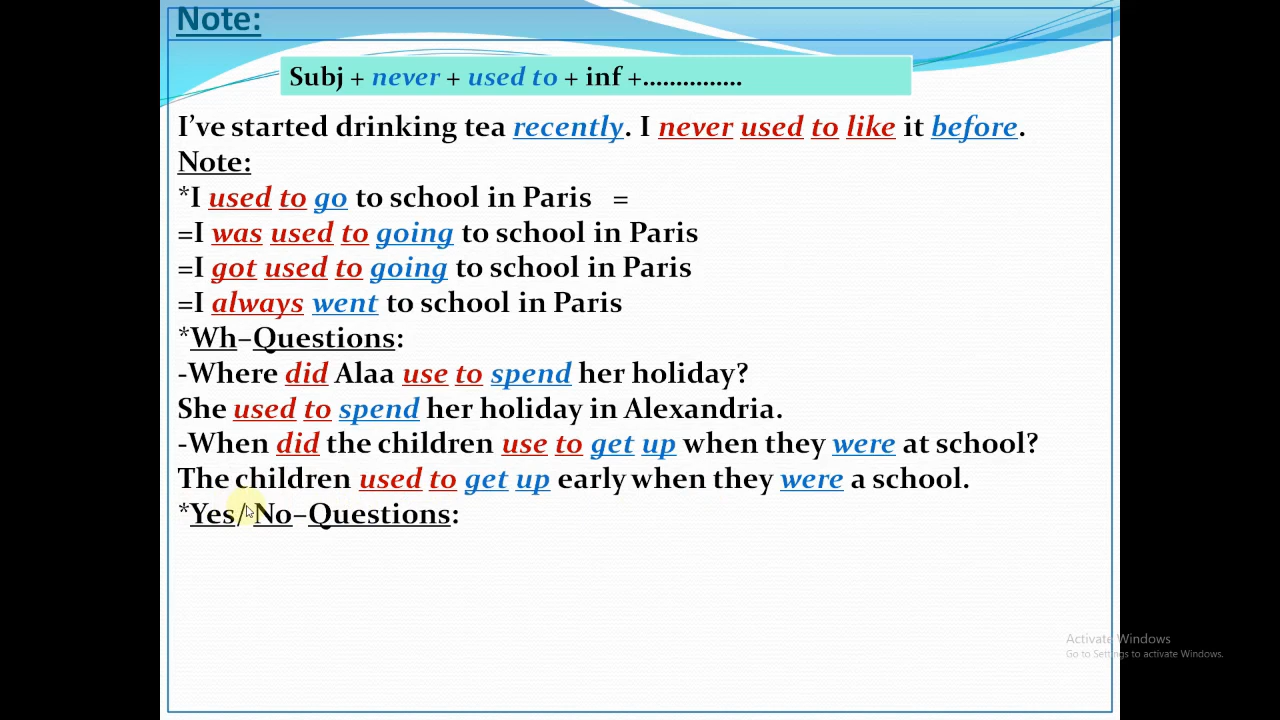 Note:
Subj + never + used to + inf +...............
I’ve started drinking tea recently. I never used to like it before.
Note:
*I used to go to school in Paris =
=I was used to going to school in Paris
=I got used to going to school in Paris
=I always went to school in Paris
*Wh–Questions:
-Where did Alaa use to spend her holiday?
She used to spend her holiday in Alexandria.
-When did the children use to get up when they were at school?
The children used to get up early when they were a school.
*Yes/No–Questions:
Activate Windows
Go to Settings to activate Windows.